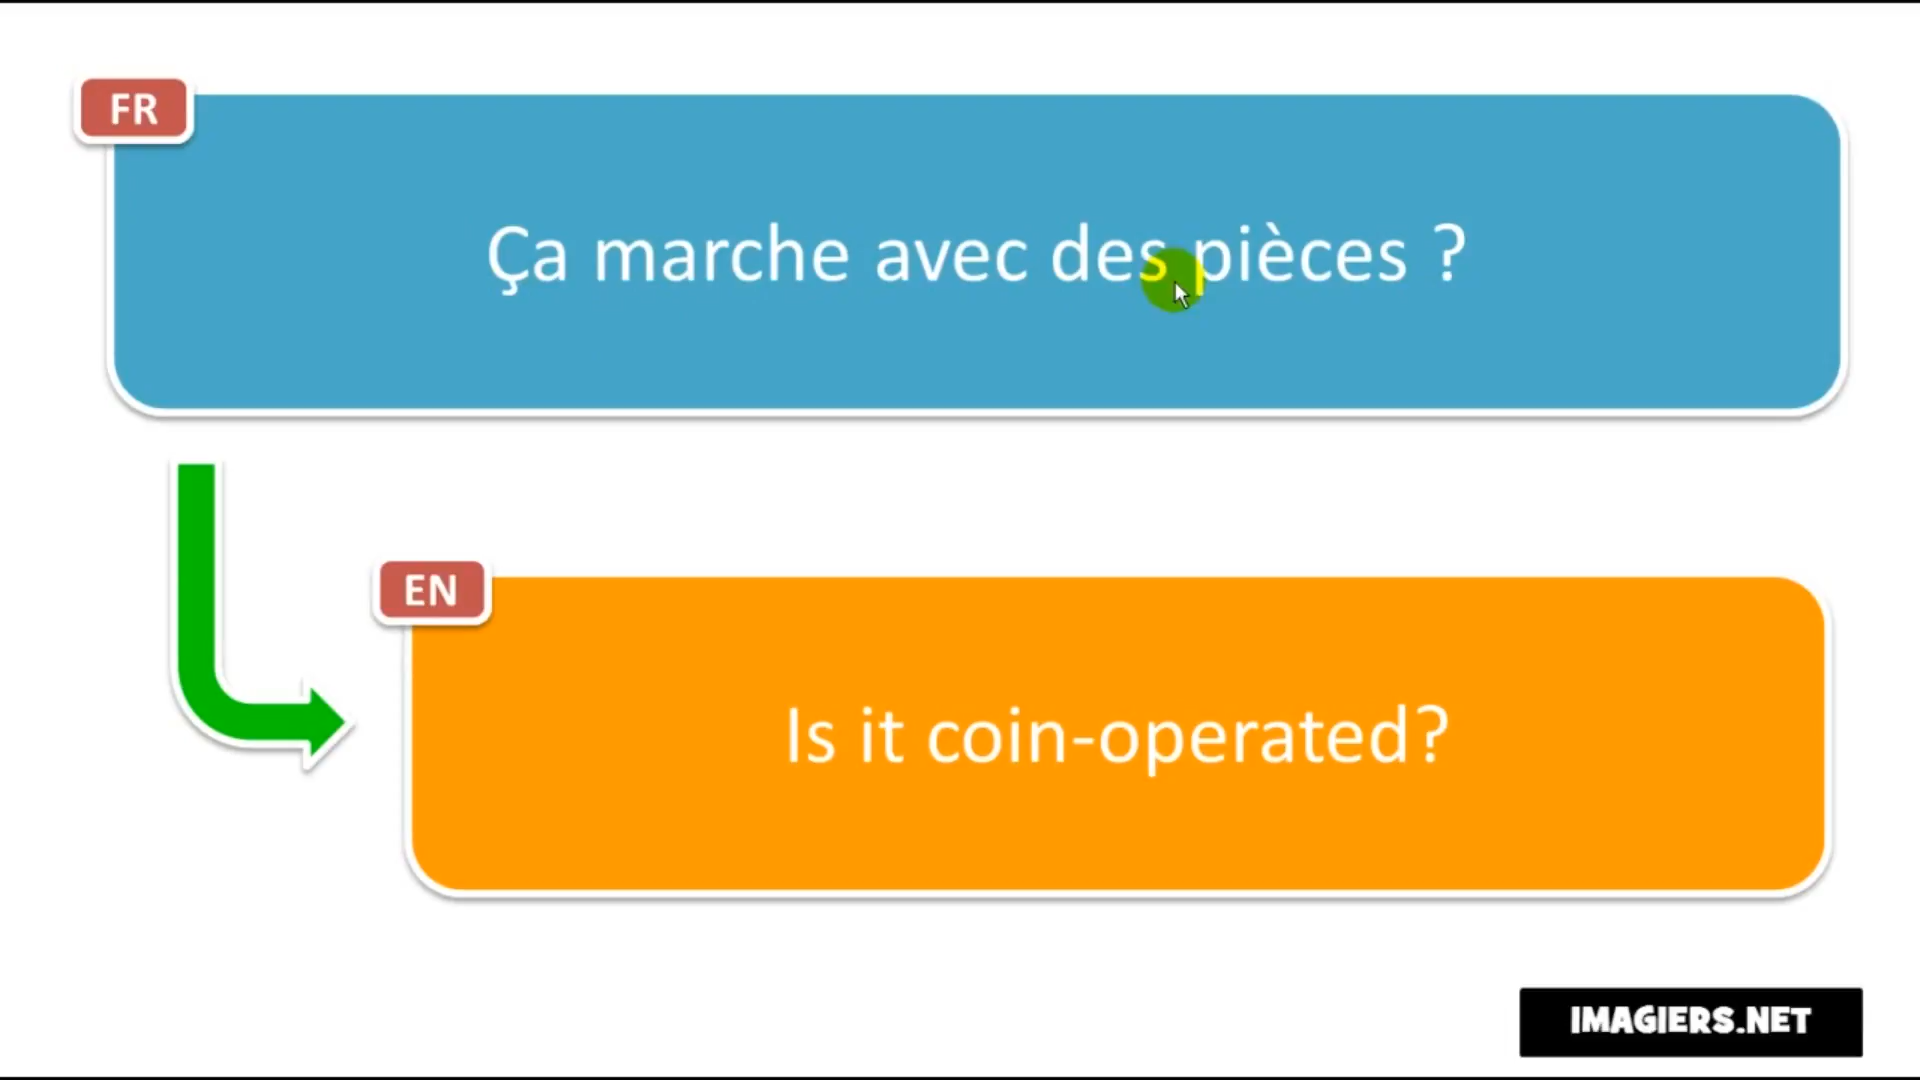 FR
Ça marche avec des pièces ?
EN
Is it coin-operated?
IMAGIERS.NET